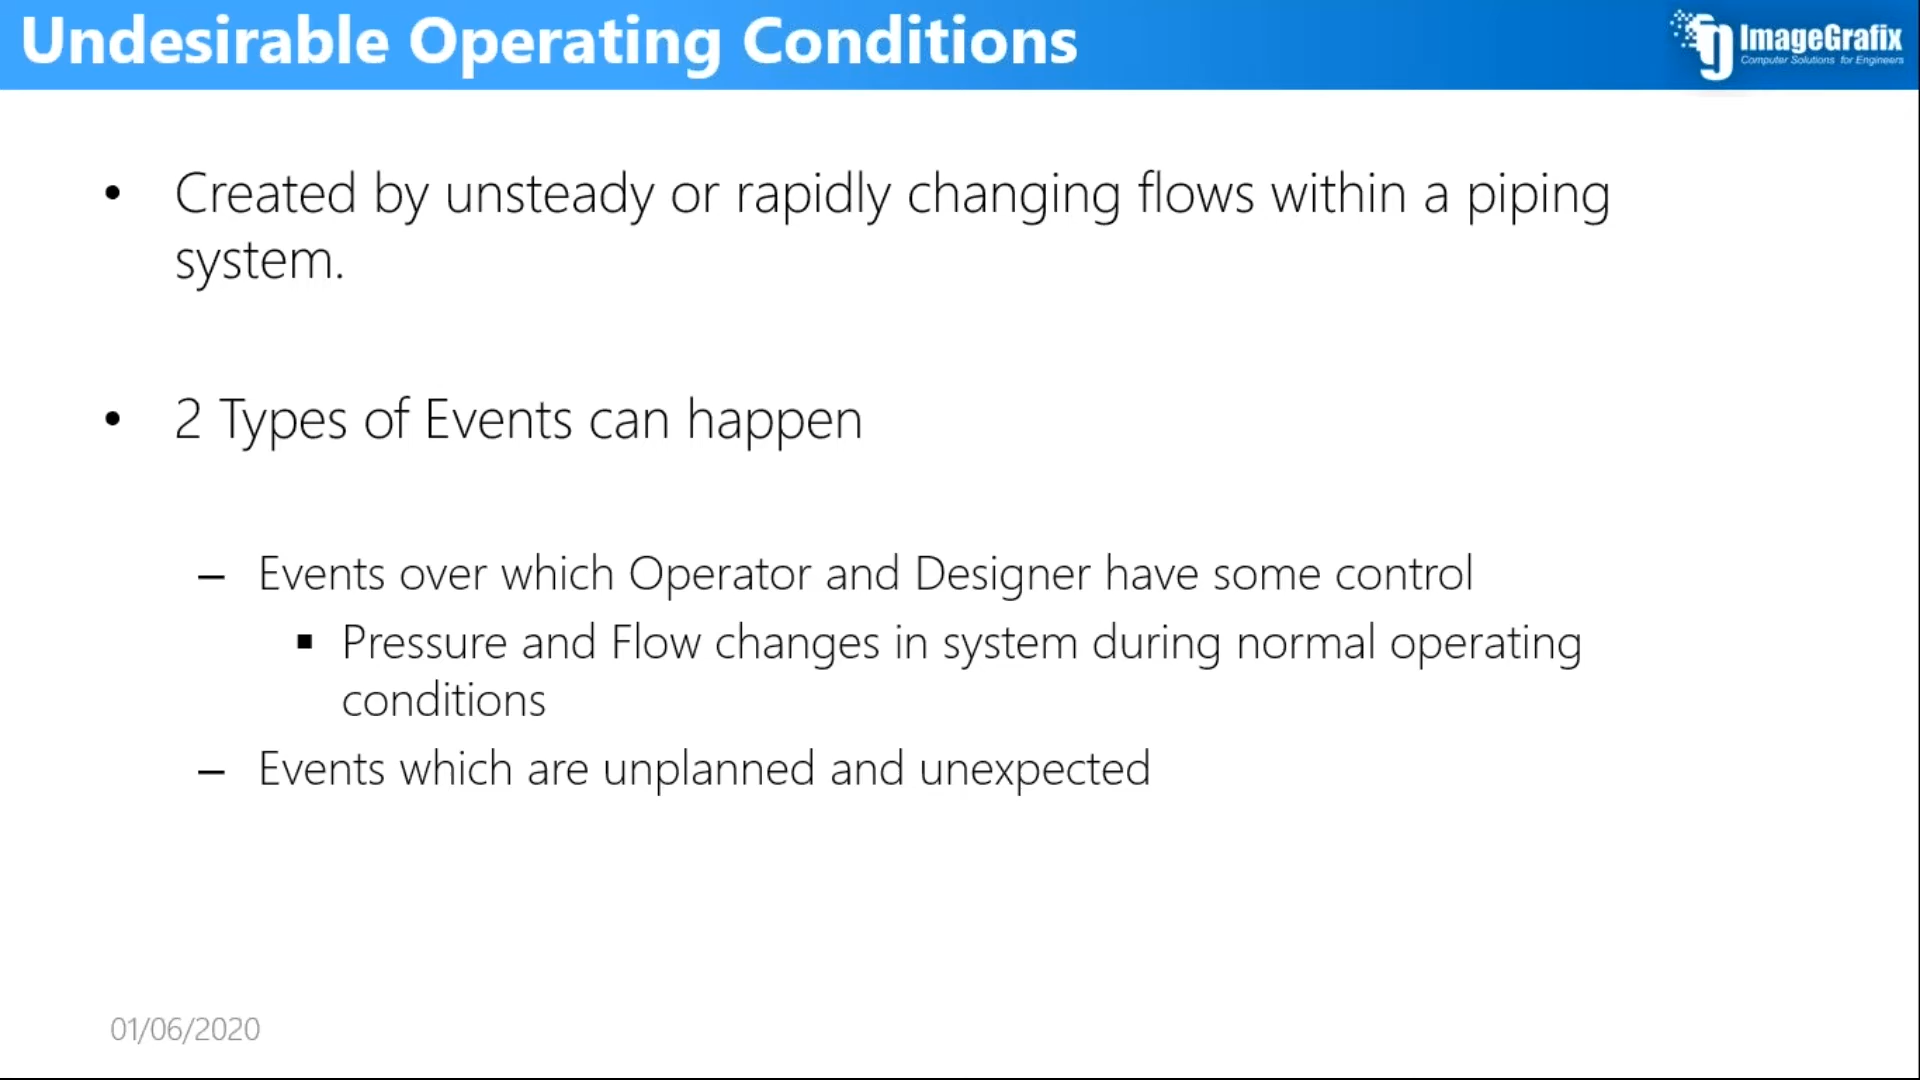 Undesirable Operating Conditions
ImageGrafix
Computer Solutions for Engineers
• Created by unsteady or rapidly changing flows within a piping
system.
• 2 Types of Events can happen
– Events over which Operator and Designer have some control
▪ Pressure and Flow changes in system during normal operating
conditions
– Events which are unplanned and unexpected
01/06/2020